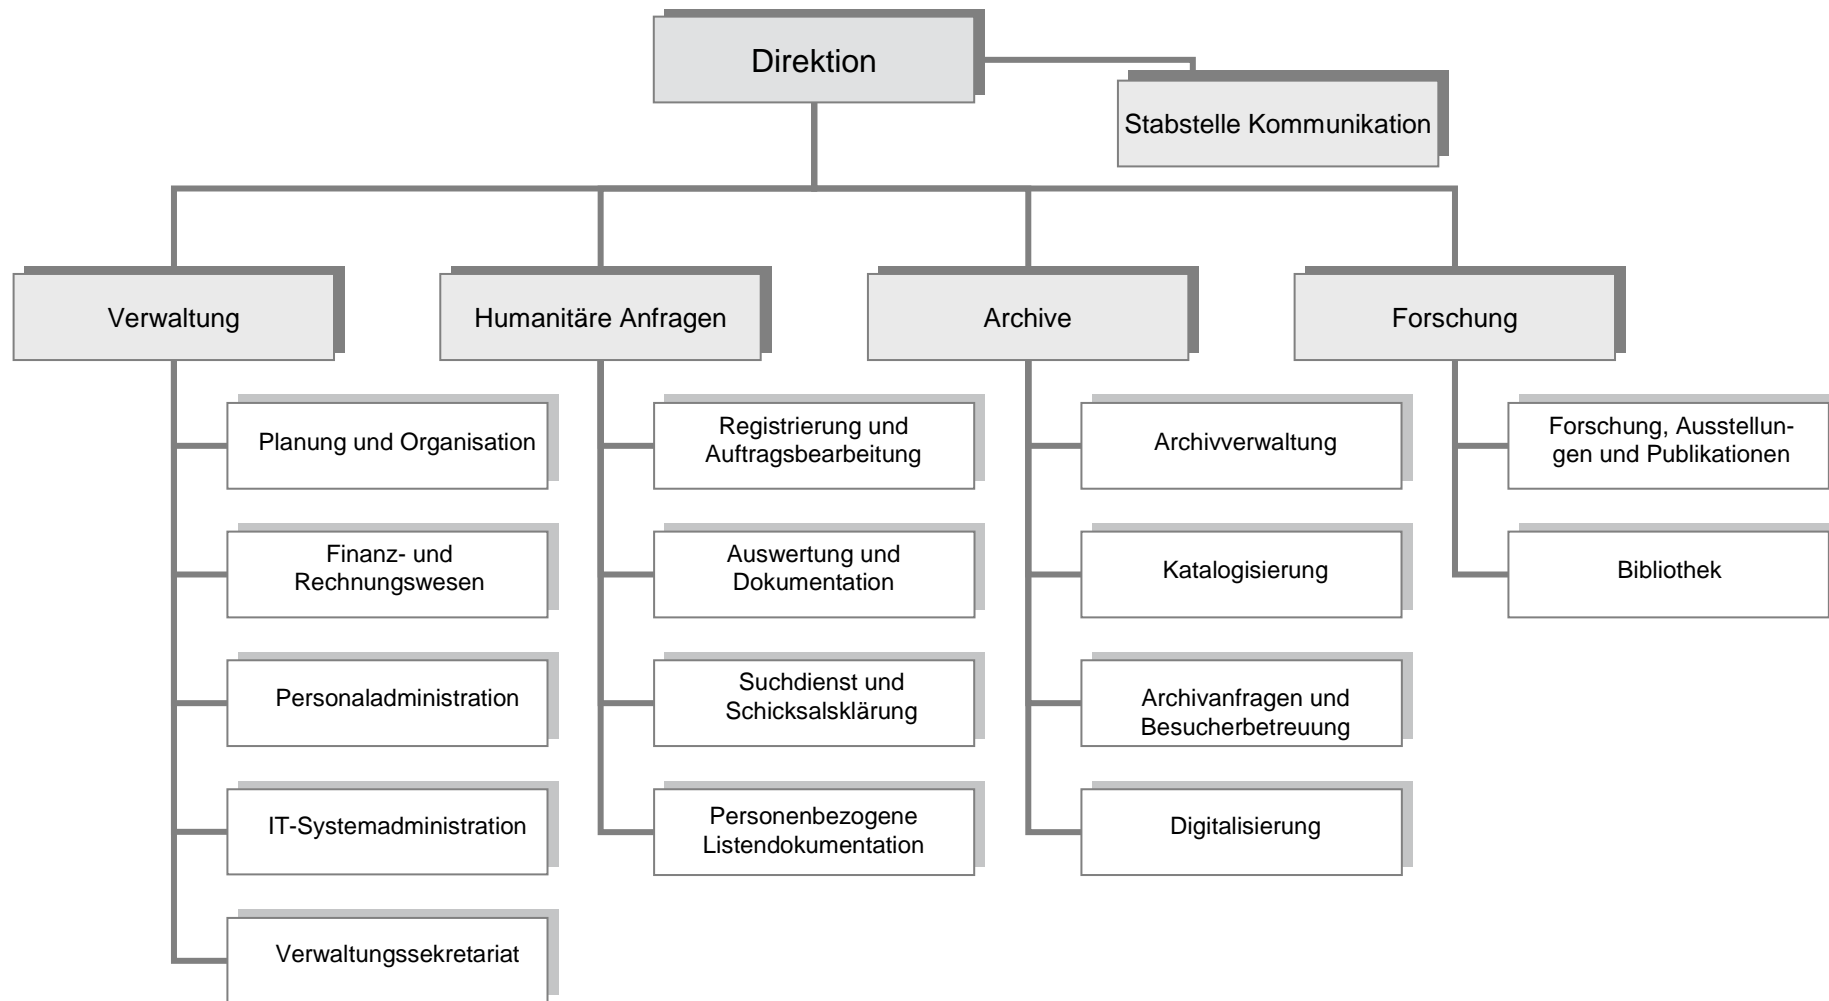 Direktion
Stabstelle Kommunikation
Verwaltung
Humanitäre Anfragen
Archive
Forschung
Planung und Organisation
Finanz- und
Rechnungswesen
Personaladministration
IT-Systemadministration
Verwaltungssekretariat
Registrierung und
Auftragsbearbeitung
Auswertung und
Dokumentation
Suchdienst und
Schicksalsklärung
Personenbezogene
Listendokumentation
Archivverwaltung
Katalogisierung
Archivanfragen und
Besucherbetreuung
Digitalisierung
Forschung, Ausstellun-
gen und Publikationen
Bibliothek